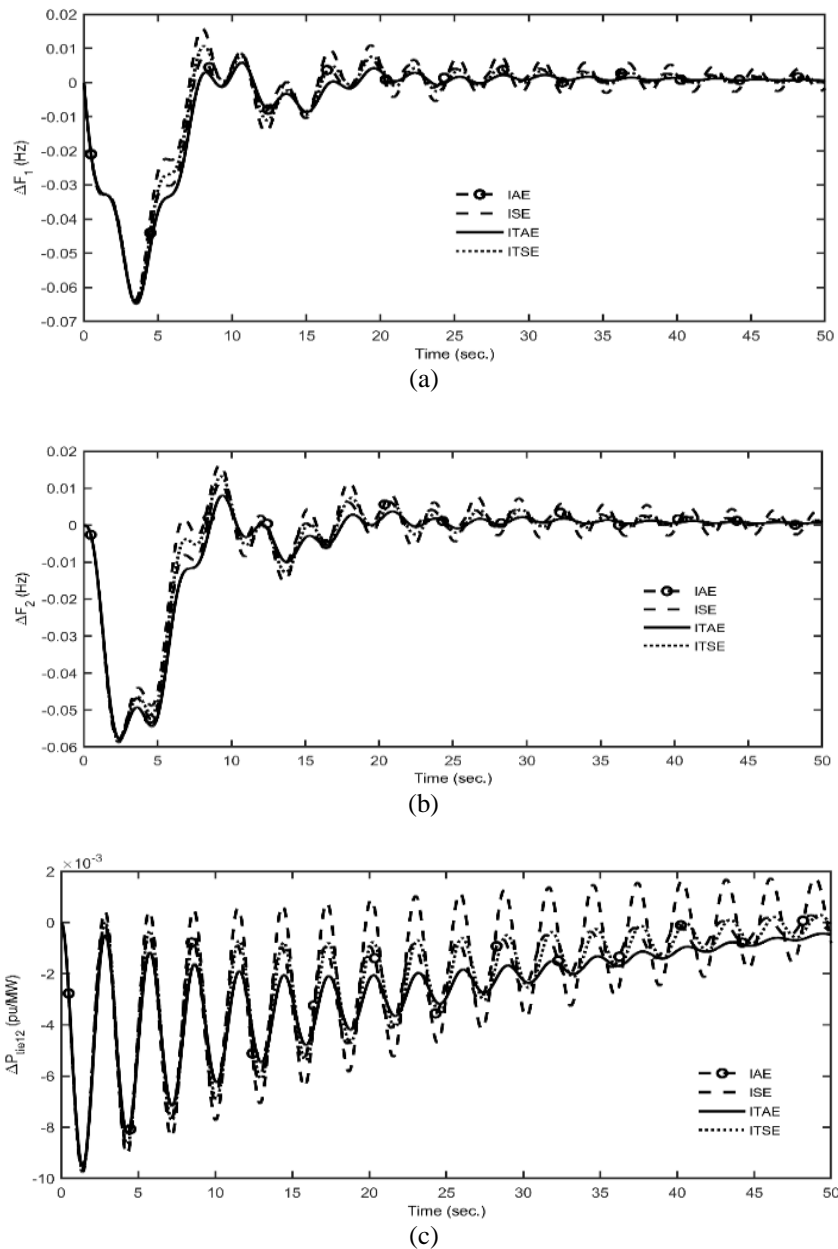 0.02
0.01
0
-0.01
-0.02
-0.03
-0.04
-0.05
-0.06
-0.07
ΔF1 (Hz)
IAE
ISE
ITAE
ITSE
0 5 10 15 20 25 30 35 40 45 50
Time (sec.)
(a)
0.02
0.01
0
-0.01
-0.02
-0.03
-0.04
-0.05
-0.06
ΔF2 (Hz)
IAE
ISE
ITAE
ITSE
0 5 10 15 20 25 30 35 40 45 50
Time (sec.)
(b)
×10-3
2
0
-2
-4
-6
-8
-10
ΔPtie12 (pu/MW)
IAE
ISE
ITAE
ITSE
0 5 10 15 20 25 30 35 40 45 50
Time (sec.)
(c)